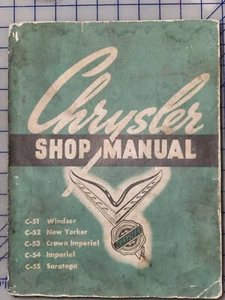 Chrysler
SHOP MANUAL
C-51 Windsor
C-52 New Yorker
C-53 Crown Imperial
C-54 Imperial
C-55 Saratoga